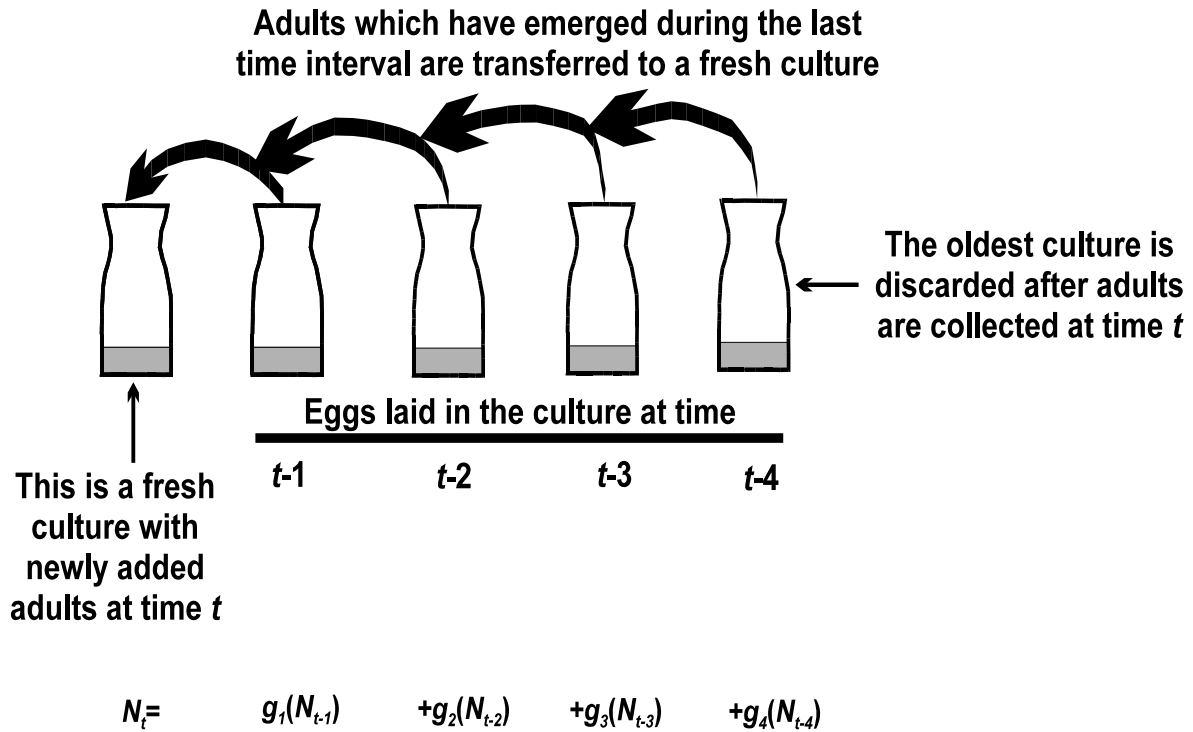 Adults which have emerged during the last
time interval are transferred to a fresh culture
The oldest culture is
discarded after adults
are collected at time t
Eggs laid in the culture at time
t-1 t-2 t-3 t-4
This is a fresh
culture with
newly added
adults at time t
Nt= g1(Nt-1) +g2(Nt-2) +g3(Nt-3) +g4(Nt-4)